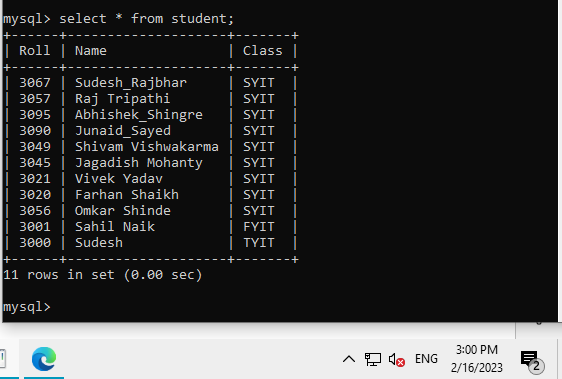 mysql> select * from student;
+------+--------------------+-------+
| Roll | Name               | Class |
+------+--------------------+-------+
| 3067 | Sudesh_Rajbhar     | SYIT  |
| 3057 | Raj Tripathi       | SYIT  |
| 3095 | Abhishek_Shingre   | SYIT  |
| 3090 | Junaid_Sayed       | SYIT  |
| 3049 | Shivam Vishwakarma | SYIT  |
| 3045 | Jagadish Mohanty   | SYIT  |
| 3021 | Vivek Yadav        | SYIT  |
| 3020 | Farhan Shaikh      | SYIT  |
| 3056 | Omkar Shinde       | SYIT  |
| 3001 | Sahil Naik         | FYIT  |
| 3000 | Sudesh             | TYIT  |
+------+--------------------+-------+
11 rows in set (0.00 sec)
mysql>
ENG
3:00 PM
2/16/2023
2